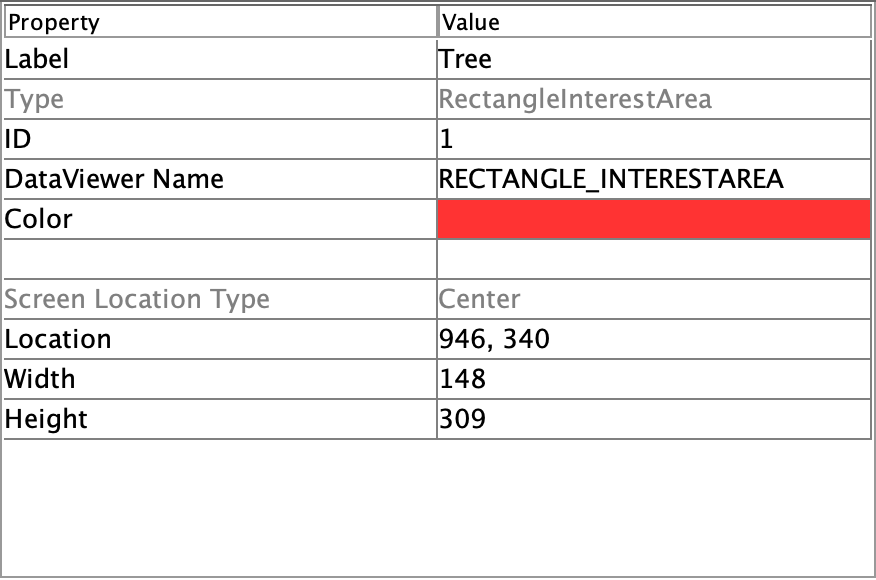 Property Value
Label Tree
Type RectangleInterestArea
ID 1
DataViewer Name RECTANGLE_INTERESTAREA
Color
Screen Location Type Center
Location 946, 340
Width 148
Height 309